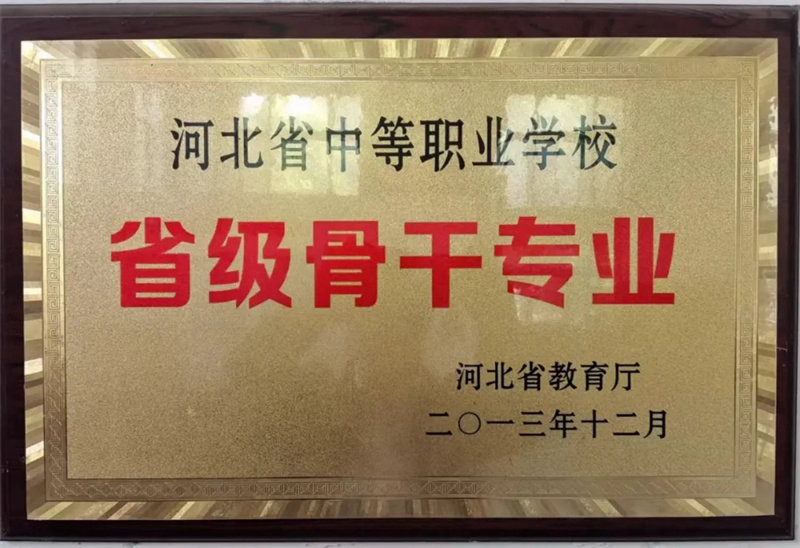 河北省中等职业学校
省级骨干专业
河北省教育厅
二〇一三年十二月